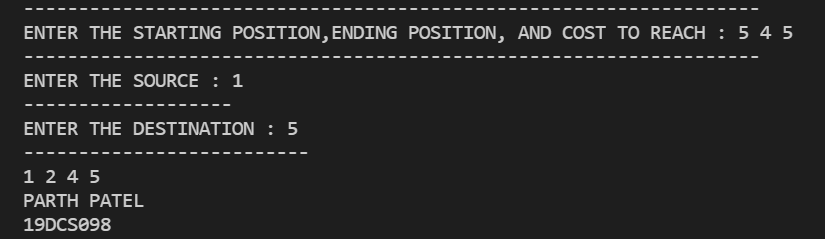 -------------------------------------------------------------------
ENTER THE STARTING POSITION,ENDING POSITION, AND COST TO REACH : 5 4 5
-------------------------------------------------------------------
ENTER THE SOURCE : 1
-------------------
ENTER THE DESTINATION : 5
--------------------------
1 2 4 5
PARTH PATEL
19DCS098